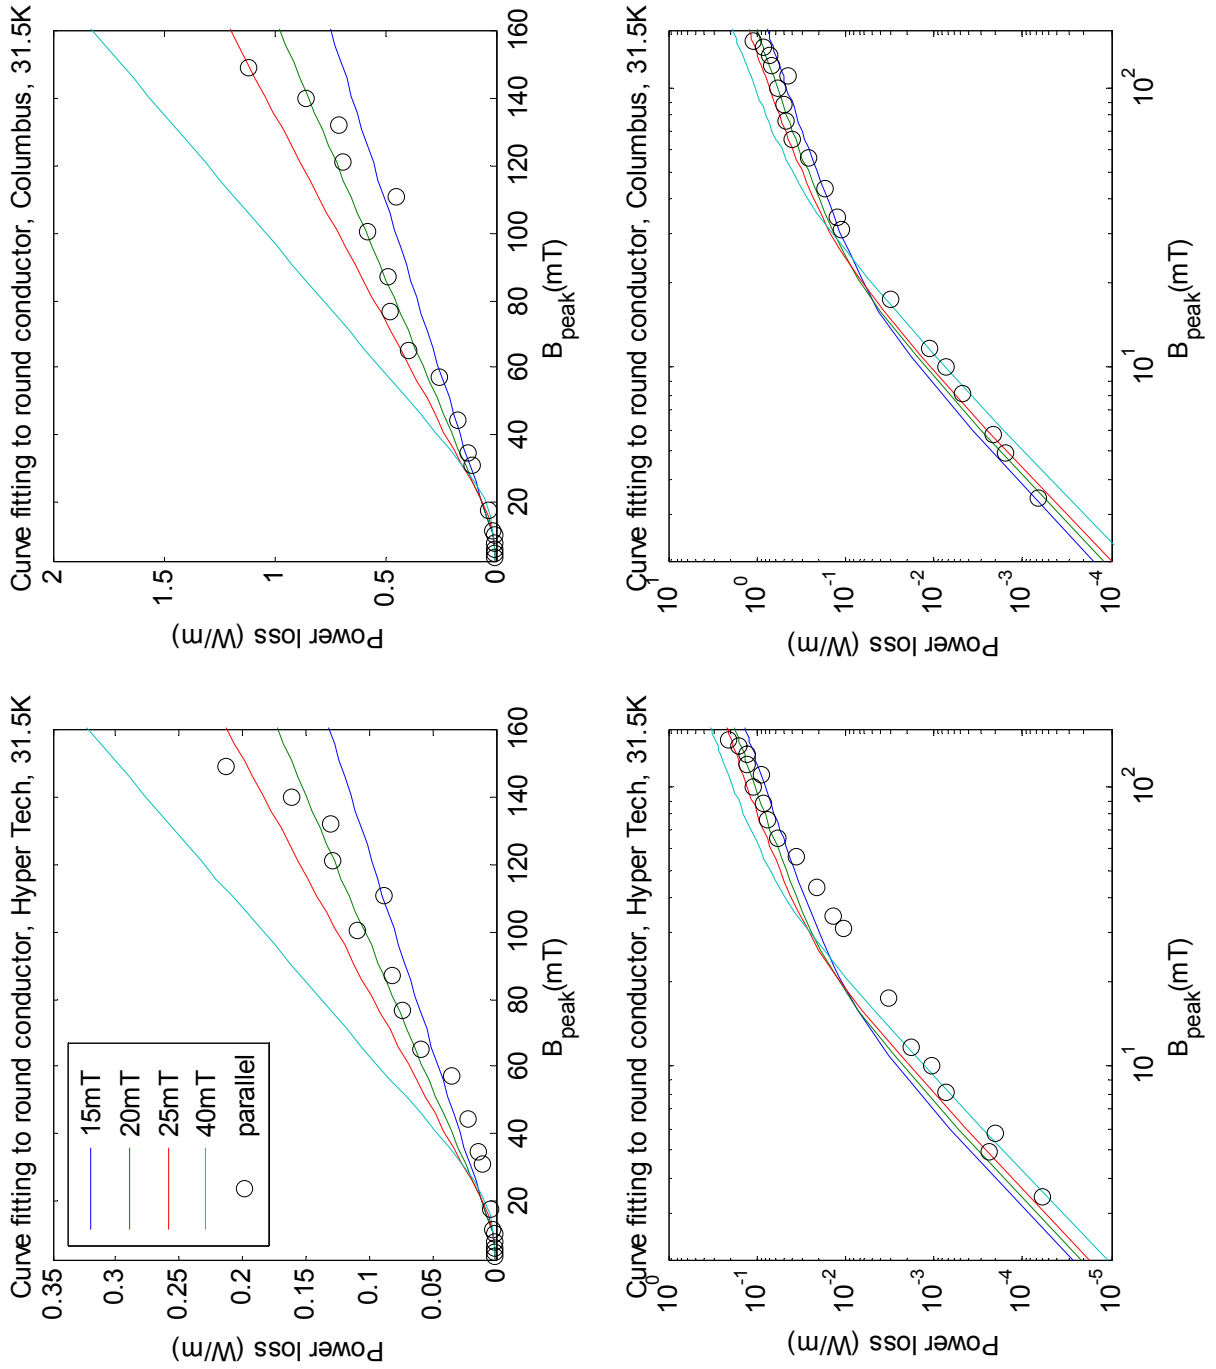 Curve fitting to round conductor, Hyper Tech, 31.5K
0.35
0.3
0.25
0.2
0.15
0.1
0.05
0
Power loss (W/m)
15mT
20mT
25mT
40mT
parallel
20 40 60 80 100 120 140 160
B_peak(mT)
Curve fitting to round conductor, Columbus, 31.5K
2
1.5
1
0.5
0
Power loss (W/m)
20 40 60 80 100 120 140 160
B_peak(mT)
Curve fitting to round conductor, Hyper Tech, 31.5K
10^0
10^-1
10^-2
10^-3
10^-4
10^-5
Power loss (W/m)
10^1 10^2
B_peak(mT)
Curve fitting to round conductor, Columbus, 31.5K
10^1
10^0
10^-1
10^-2
10^-3
10^-4
Power loss (W/m)
10^1 10^2
B_peak(mT)